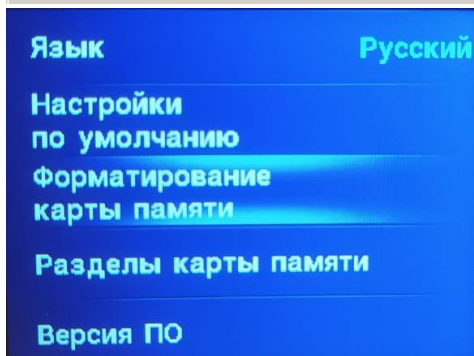 Язык Русский
Настройки
по умолчанию
Форматирование
карты памяти
Разделы карты памяти
Версия ПО